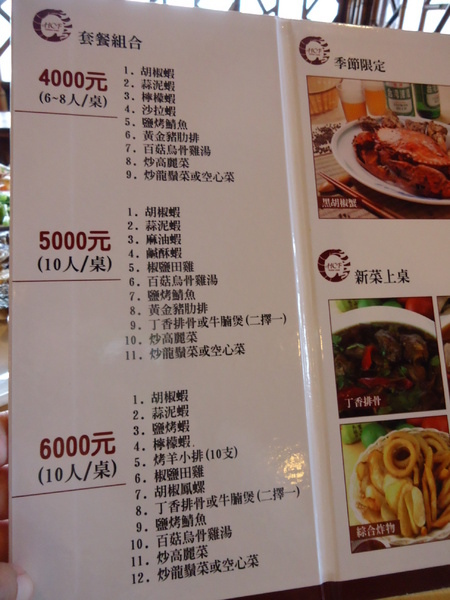 套餐組合
4000元
(6~8人/桌)
1. 胡椒蝦
2. 蒜泥蝦
3. 檸檬蝦
4. 沙拉蝦
5. 鹽烤鯖魚
6. 黃金豬肋排
7. 百菇烏骨雞湯
8. 炒高麗菜
9. 炒龍鬚菜或空心菜
5000元
(10人/桌)
1. 胡椒蝦
2. 蒜泥蝦
3. 麻油蝦
4. 鹹酥蝦
5. 椒鹽田雞
6. 百菇烏骨雞湯
7. 鹽烤鯖魚
8. 黃金豬肋排
9. 丁香排骨或牛腩煲(二擇一)
10. 炒高麗菜
11. 炒龍鬚菜或空心菜
6000元
(10人/桌)
1. 胡椒蝦
2. 蒜泥蝦
3. 鹽烤蝦
4. 檸檬蝦
5. 烤羊小排(10支)
6. 椒鹽田雞
7. 胡椒鳳螺
8. 丁香排骨或牛腩煲(二擇一)
9. 鹽烤鯖魚
10. 百菇烏骨雞湯
11. 炒高麗菜
12. 炒龍鬚菜或空心菜
季節限定
黑胡椒蟹
新菜上桌
丁香排骨
綜合炸物